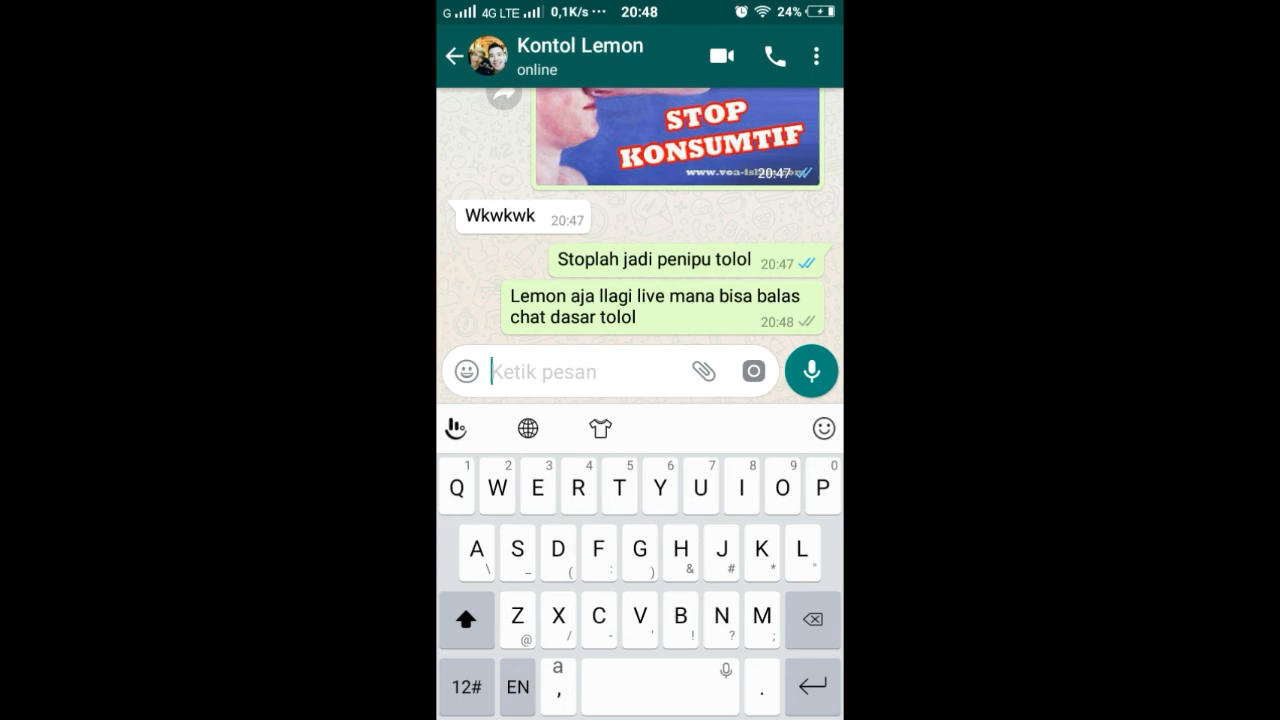 G 4G LTE 0,1K/s ··· 20:48 24%
Kontol Lemon
online
STOP
KONSUMTIF
20:47
Wkwkwk 20:47
Stoplah jadi penipu tolol 20:47
Lemon aja llagi live mana bisa balas
chat dasar tolol 20:48
Ketik pesan
1 2 3 4 5 6 7 8 9 0
Q W E R T Y U I O P
A S D F G H J K L
\ _ ( : ) & # * "
Z X C V B N M
@ / - ' ! ? ;
12# EN a , .